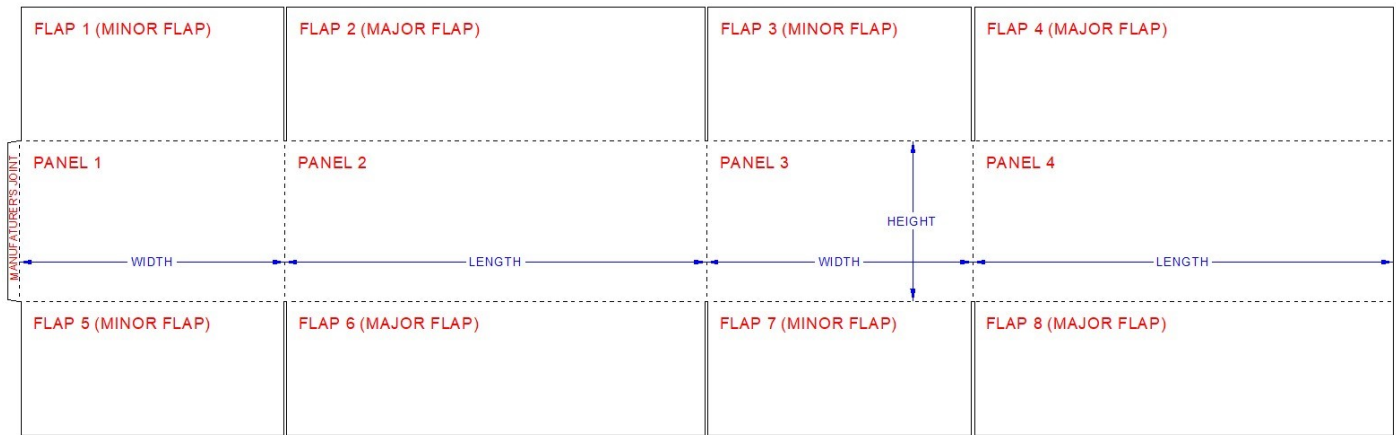 FLAP 1 (MINOR FLAP)
FLAP 2 (MAJOR FLAP)
FLAP 3 (MINOR FLAP)
FLAP 4 (MAJOR FLAP)
MANUFATURER'S JOINT
PANEL 1
PANEL 2
PANEL 3
PANEL 4
HEIGHT
WIDTH
LENGTH
WIDTH
LENGTH
FLAP 5 (MINOR FLAP)
FLAP 6 (MAJOR FLAP)
FLAP 7 (MINOR FLAP)
FLAP 8 (MAJOR FLAP)